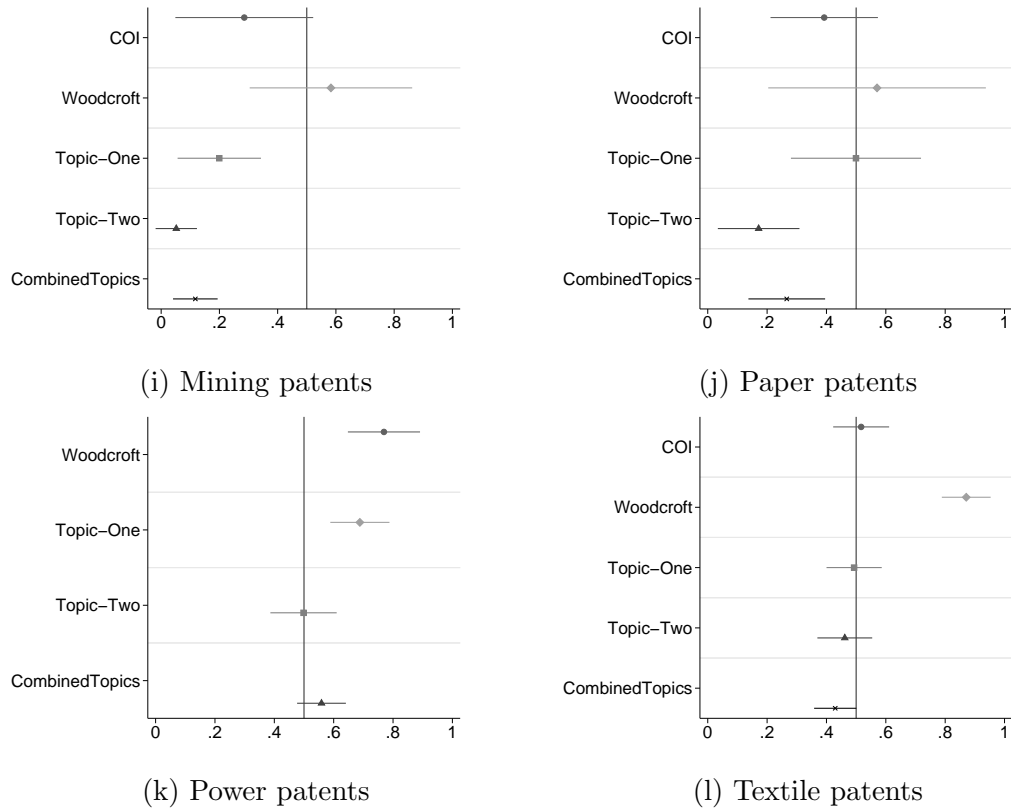 COI
Woodcroft
Topic−One
Topic−Two
CombinedTopics
0 .2 .4 .6 .8 1
(i) Mining patents
COI
Woodcroft
Topic−One
Topic−Two
CombinedTopics
0 .2 .4 .6 .8 1
(j) Paper patents
Woodcroft
Topic−One
Topic−Two
CombinedTopics
0 .2 .4 .6 .8 1
(k) Power patents
COI
Woodcroft
Topic−One
Topic−Two
CombinedTopics
0 .2 .4 .6 .8 1
(l) Textile patents